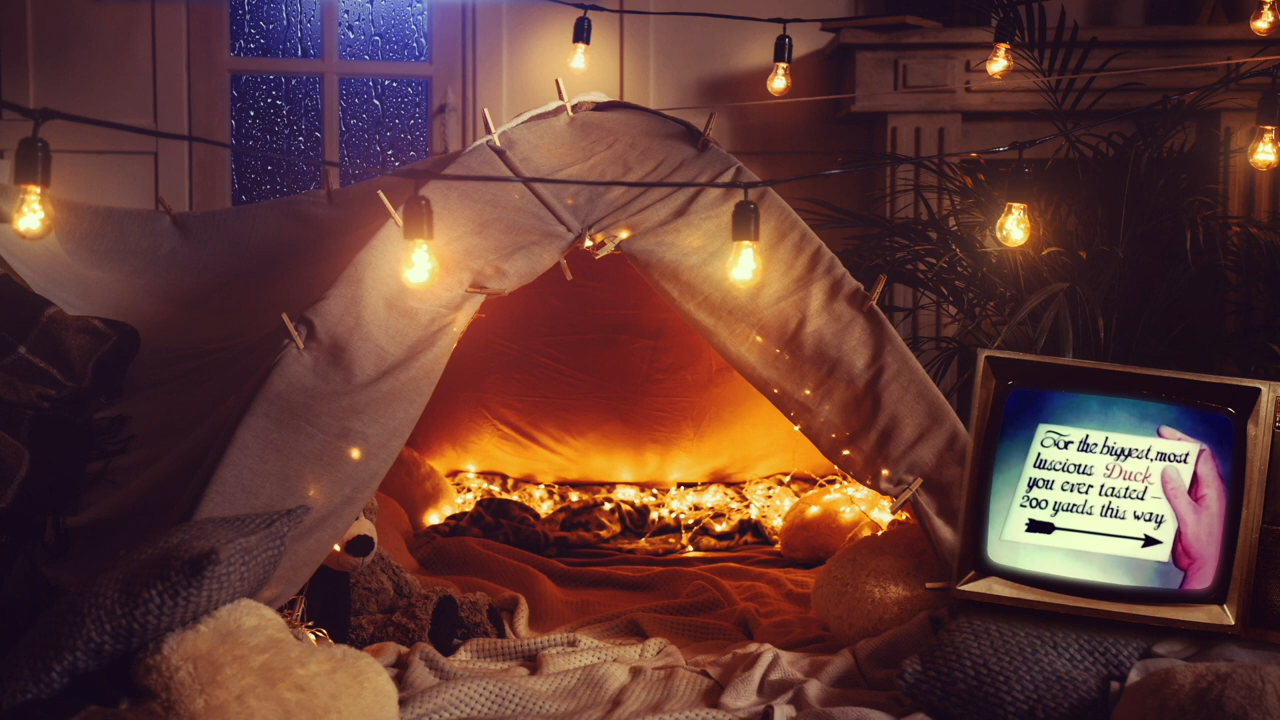 For the biggest, most
luscious Duck
you ever tasted —
200 yards this way